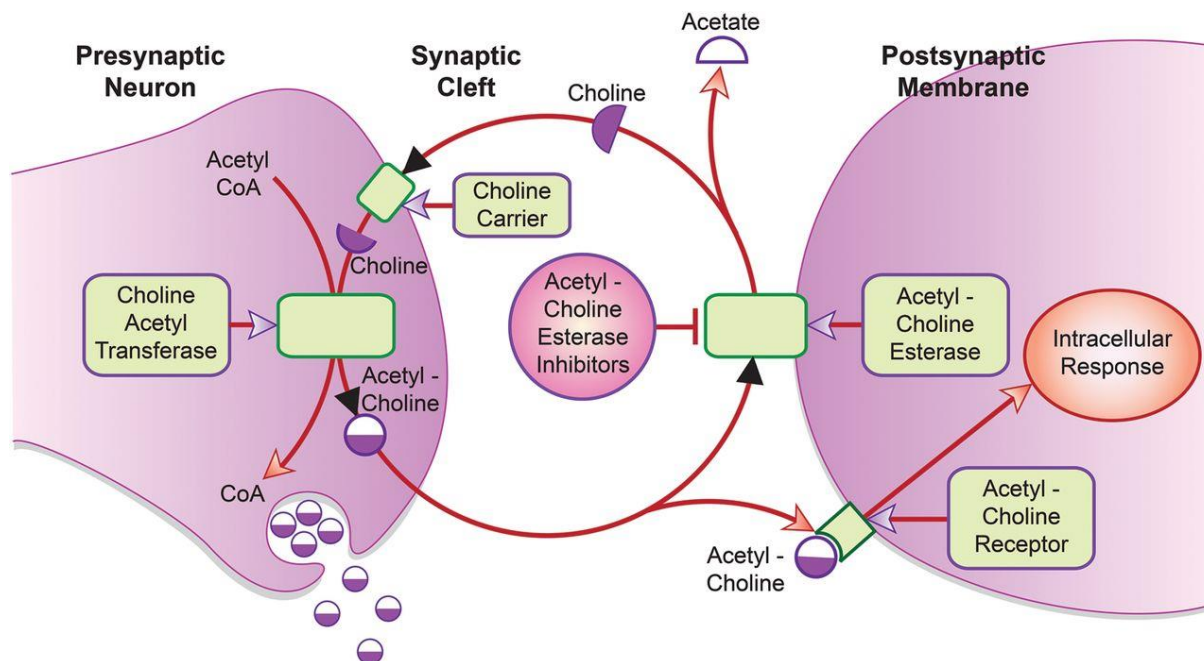 Presynaptic
Neuron
Synaptic
Cleft
Acetate
Postsynaptic
Membrane
Choline
Acetyl
CoA
Choline
Carrier
Choline
Choline
Acetyl
Transferase
Acetyl -
Choline
Esterase
Inhibitors
Acetyl -
Choline
Esterase
Intracellular
Response
Acetyl -
Choline
CoA
Acetyl -
Choline
Acetyl -
Choline
Receptor